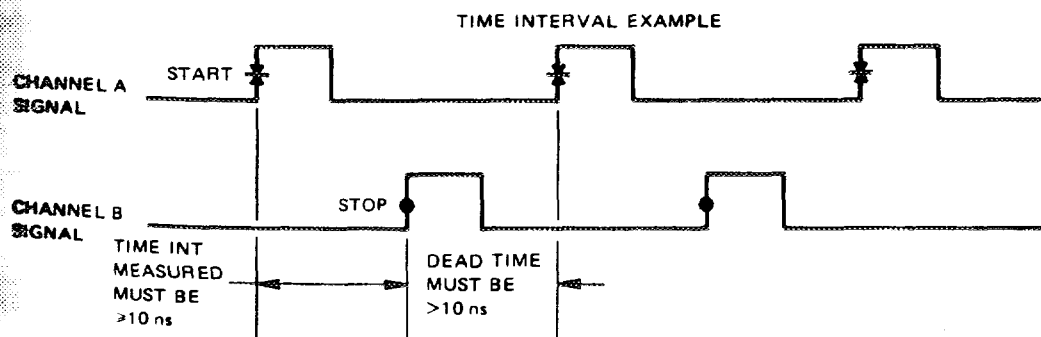 TIME INTERVAL EXAMPLE
START
CHANNEL A
SIGNAL
STOP
CHANNEL B
SIGNAL
TIME INT
MEASURED
MUST BE
≥10 ns
DEAD TIME
MUST BE
>10 ns